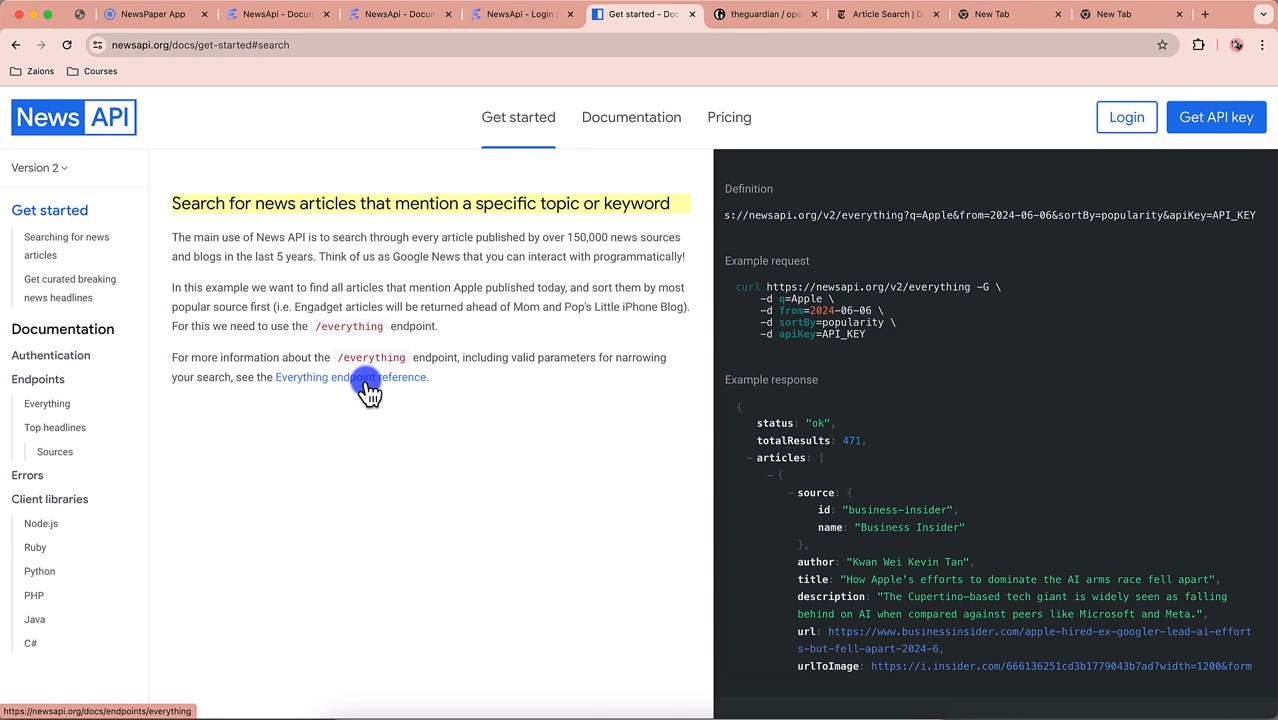 NewsPaper App
NewsApi - Docun
NewsApi - Docun
NewsApi - Login
Get started - Doc
theguardian / ope
Article Search | D
New Tab
New Tab
newsapi.org/docs/get-started#search
Zaions
Courses
News API
Get started
Documentation
Pricing
Login
Get API key
Version 2
Get started
Searching for news
articles
Get curated breaking
news headlines
Documentation
Authentication
Endpoints
Everything
Top headlines
Sources
Errors
Client libraries
Node.js
Ruby
Python
PHP
Java
C#
Search for news articles that mention a specific topic or keyword
The main use of News API is to search through every article published by over 150,000 news sources
and blogs in the last 5 years. Think of us as Google News that you can interact with programmatically!
In this example we want to find all articles that mention Apple published today, and sort them by most
popular source first (i.e. Engadget articles will be returned ahead of Mom and Pop's Little iPhone Blog).
For this we need to use the /everything endpoint.
For more information about the /everything endpoint, including valid parameters for narrowing
your search, see the Everything endpoint reference.
Definition
s://newsapi.org/v2/everything?q=Apple&from=2024-06-06&sortBy=popularity&apiKey=API_KEY
Example request
curl https://newsapi.org/v2/everything -G \
-d q=Apple \
-d from=2024-06-06 \
-d sortBy=popularity \
-d apiKey=API_KEY
Example response
{
status: "ok",
totalResults: 471,
– articles: [
– {
– source: {
id: "business-insider",
name: "Business Insider"
},
author: "Kwan Wei Kevin Tan",
title: "How Apple's efforts to dominate the AI arms race fell apart",
description: "The Cupertino-based tech giant is widely seen as falling
behind on AI when compared against peers like Microsoft and Meta.",
url: https://www.businessinsider.com/apple-hired-ex-googler-lead-ai-effort
s-but-fell-apart-2024-6,
urlToImage: https://i.insider.com/666136251cd3b1779043b7ad?width=1200&form
https://newsapi.org/docs/endpoints/everything